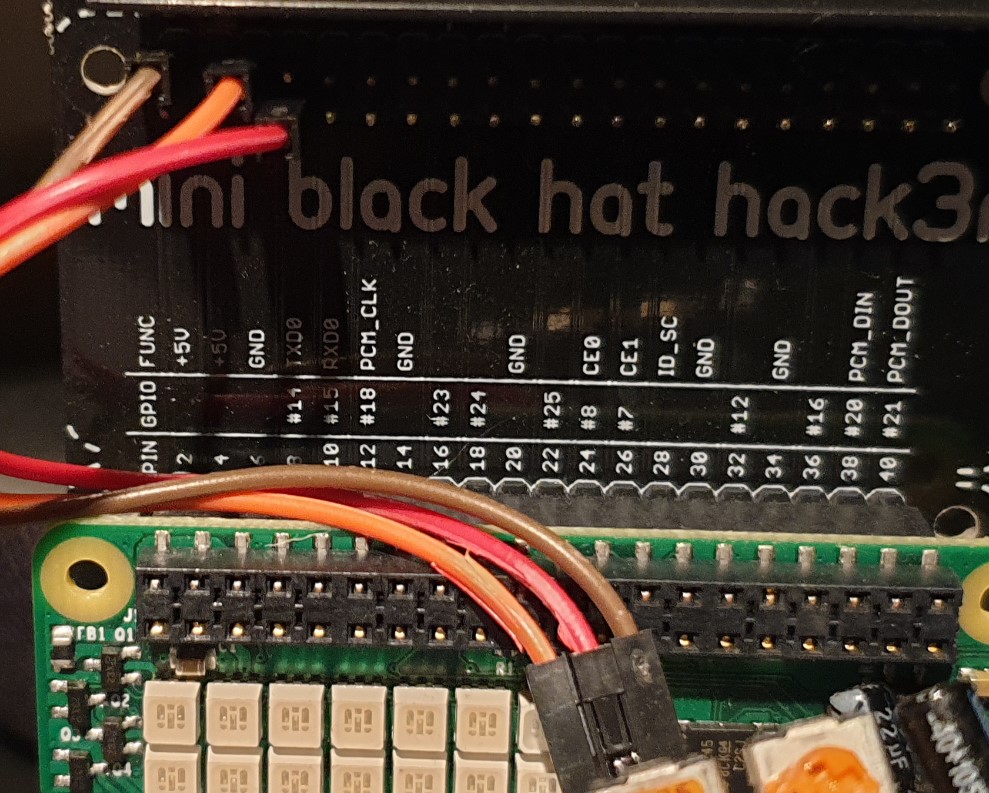 mini black hat hack3r
FUNC +5V +5V GND TXD0 RXD0 PCM_CLK GND GND CE0 CE1 ID_SC GND GND PCM_DIN PCM_DOUT
GPIO #14 #15 #18 #23 #24 #25 #8 #7 #12 #16 #20 #21
PIN 2 4 6 8 10 12 14 16 18 20 22 24 26 28 30 32 34 36 38 40